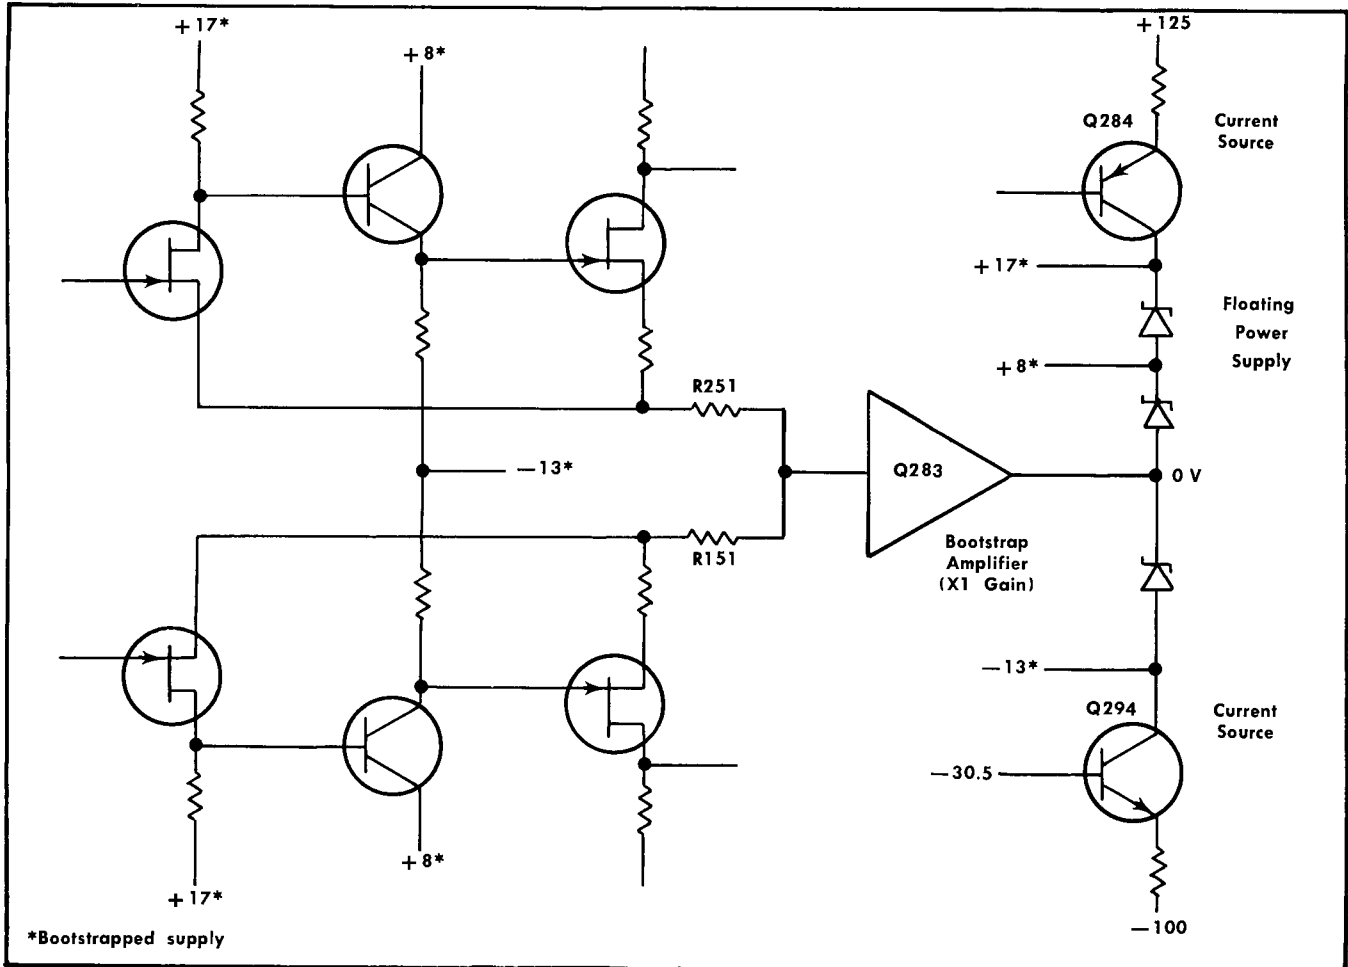 +17*
+8*
+125
Q284
Current
Source
+17*
Floating
Power
Supply
+8*
R251
−13*
Q283
0 V
R151
Bootstrap
Amplifier
(X1 Gain)
−13*
Q294
Current
Source
−30.5
+8*
+17*
−100
*Bootstrapped supply